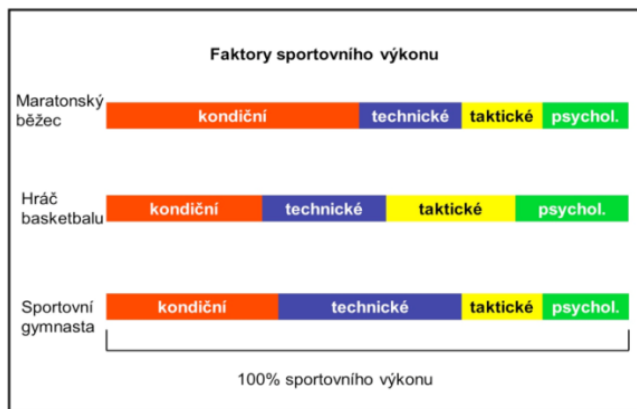 Faktory sportovního výkonu
Maratonský
běžec
kondiční technické taktické psychol.
Hráč
basketbalu
kondiční technické taktické psychol.
Sportovní
gymnasta
kondiční technické taktické psychol.
100% sportovního výkonu